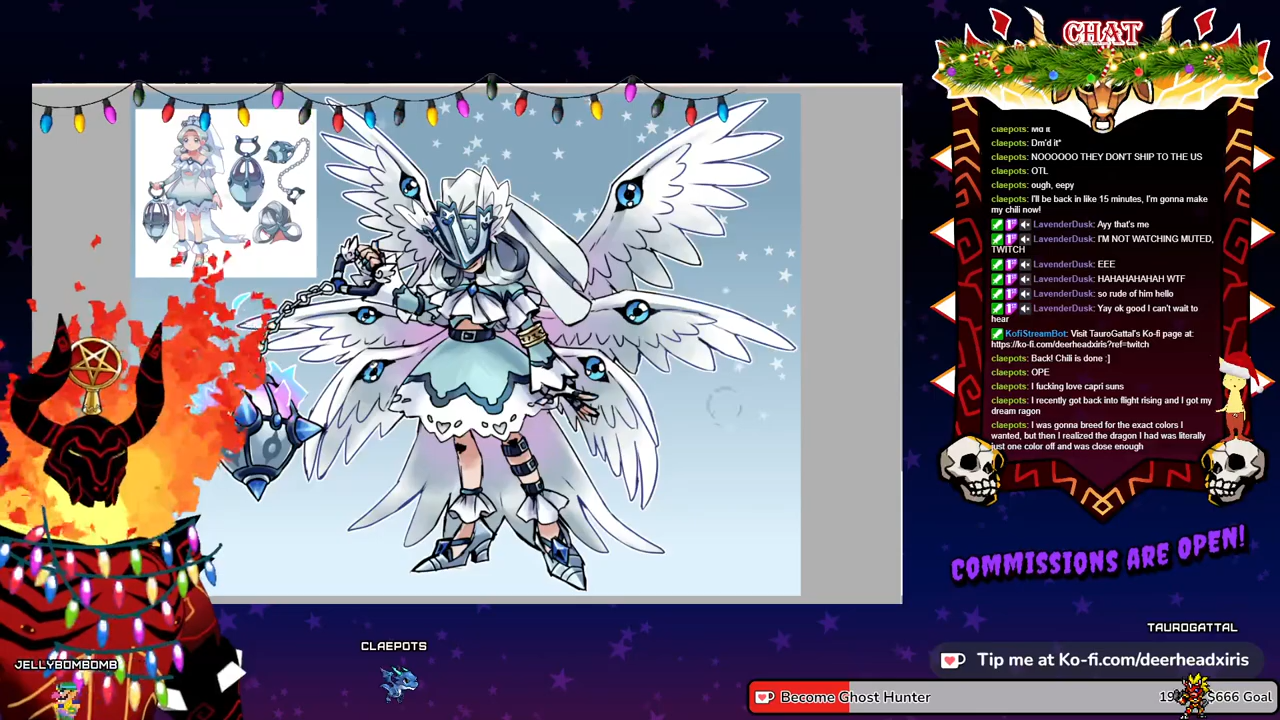 CHAT
claepots: Ma it
claepots: Dm'd it*
claepots: NOOOOOO THEY DON'T SHIP TO THE US
claepots: OTL
claepots: ough, eepy
claepots: I'll be back in like 15 minutes, I'm gonna make
my chili now!
LavenderDusk: Ayy that's me
LavenderDusk: I'M NOT WATCHING MUTED,
TWITCH
LavenderDusk: EEE
LavenderDusk: HAHAHAHAHAH WTF
LavenderDusk: so rude of him hello
LavenderDusk: Yay ok good I can't wait to
hear
KofiStreamBot: Visit TauroGattal's Ko-fi page at:
https://ko-fi.com/deerheadxiris?ref=twitch
claepots: Back! Chili is done :]
claepots: OPE
claepots: I fucking love capri suns
claepots: I recently got back into flight rising and I got my
dream ragon
claepots: I was gonna breed for the exact colors I
wanted, but then I realized the dragon I had was literally
just one color off and was close enough
COMMISSIONS ARE OPEN!
TAUROGATTAL
CLAEPOTS
JELLYBOMBOMB
Tip me at Ko-fi.com/deerheadxiris
Become Ghost Hunter
$666 Goal